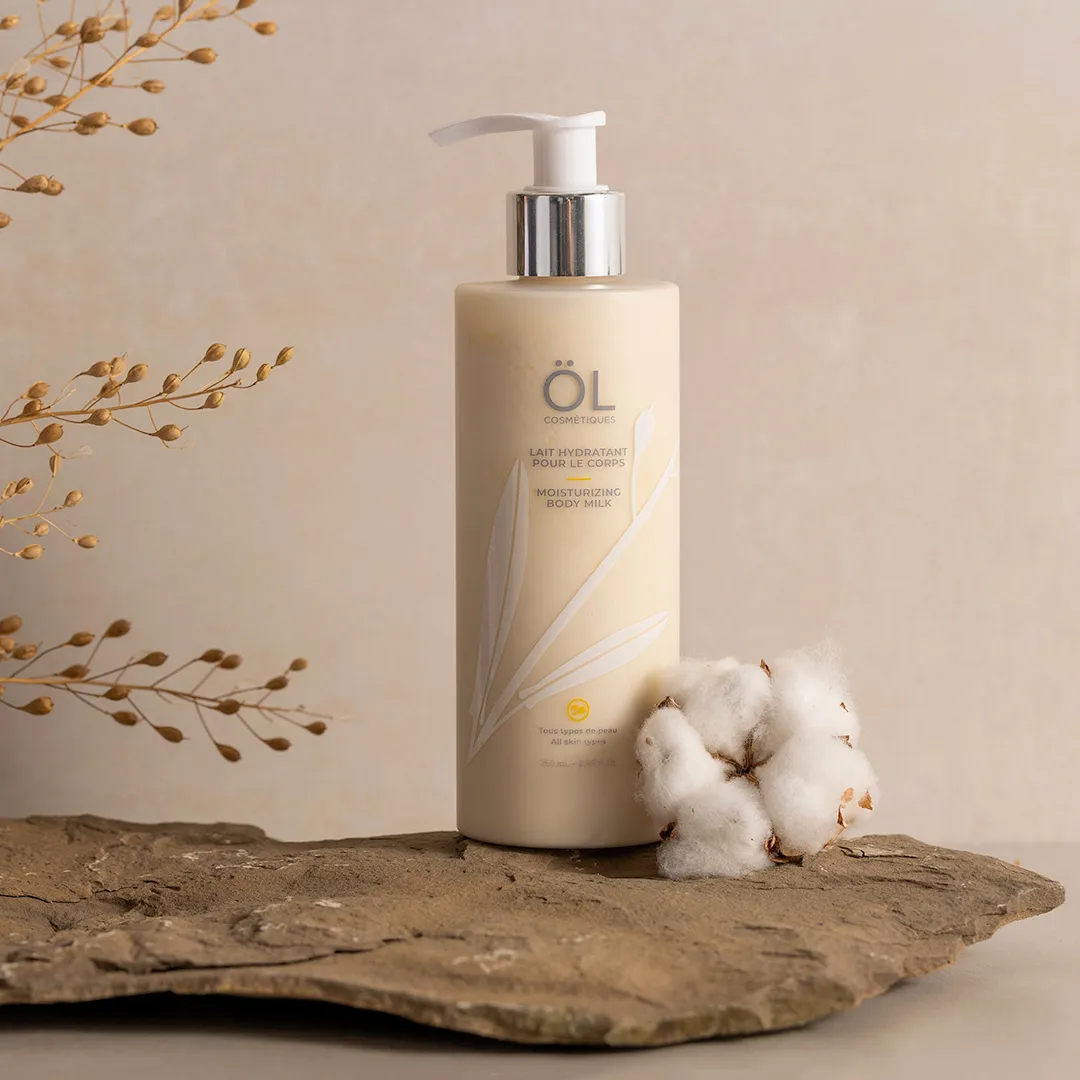 ÖL
COSMÉTIQUES
LAIT HYDRATANT
POUR LE CORPS
MOISTURIZING
BODY MILK
Tous types de peau
All skin types